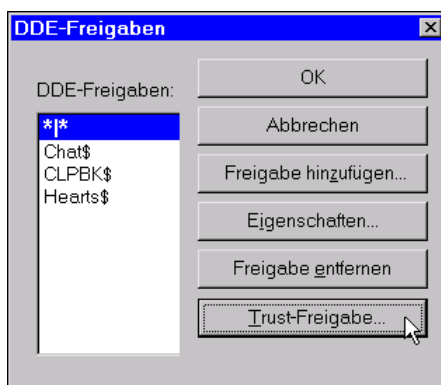 DDE-Freigaben
DDE-Freigaben:
*|*
Chat$
CLPBK$
Hearts$
OK
Abbrechen
Freigabe hinzufügen...
Eigenschaften...
Freigabe entfernen
Trust-Freigabe...